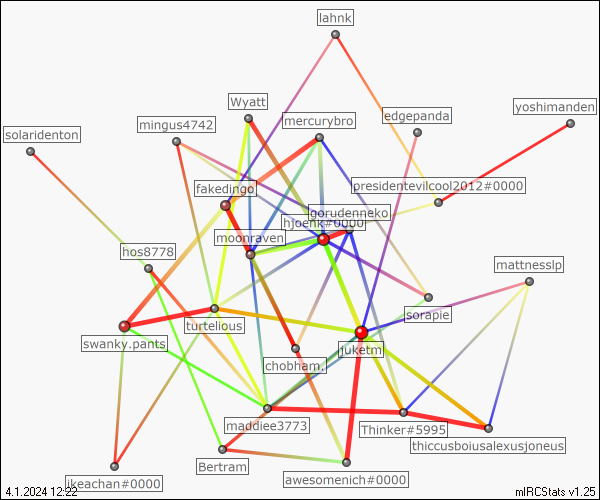 lahnk
Wyatt
mercurybro
edgepanda
yoshimanden
mingus4742
solaridenton
fakedingo
presidentevilcool2012#0000
gorudenneko
hjoenk#0000
moonraven
hos8778
mattnesslp
sorapie
turtelious
swanky.pants
juketm
chobham
maddiee3773
Thinker#5995
thiccusboiusalexusjoneus
Bertram
ikeachan#0000
awesomenich#0000
4.1.2024 12:22
mIRCStats v1.25